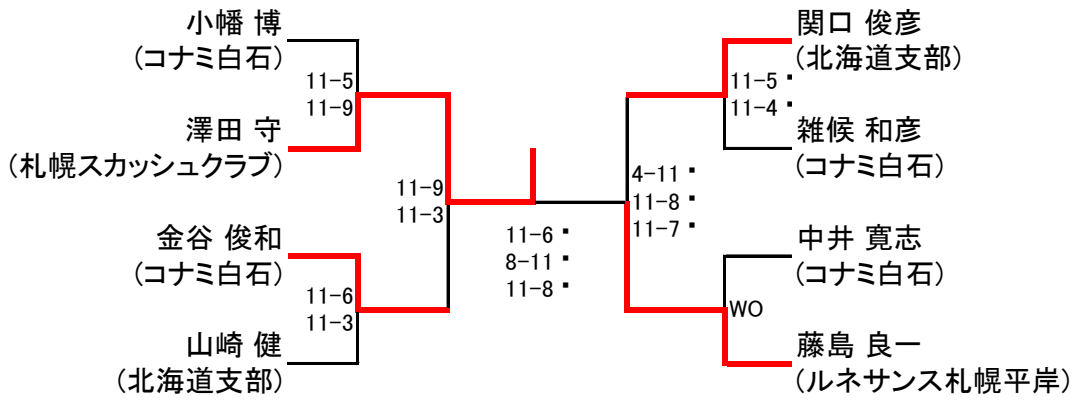 小幡 博
(コナミ白石)
11-5
11-9
澤田 守
(札幌スカッシュクラブ)
11-9
11-3
金谷 俊和
(コナミ白石)
11-6
11-3
山崎 健
(北海道支部)
11-6
8-11
11-8
関口 俊彦
(北海道支部)
11-5
11-4
雑候 和彦
(コナミ白石)
4-11
11-8
11-7
中井 寛志
(コナミ白石)
WO
藤島 良一
(ルネサンス札幌平岸)